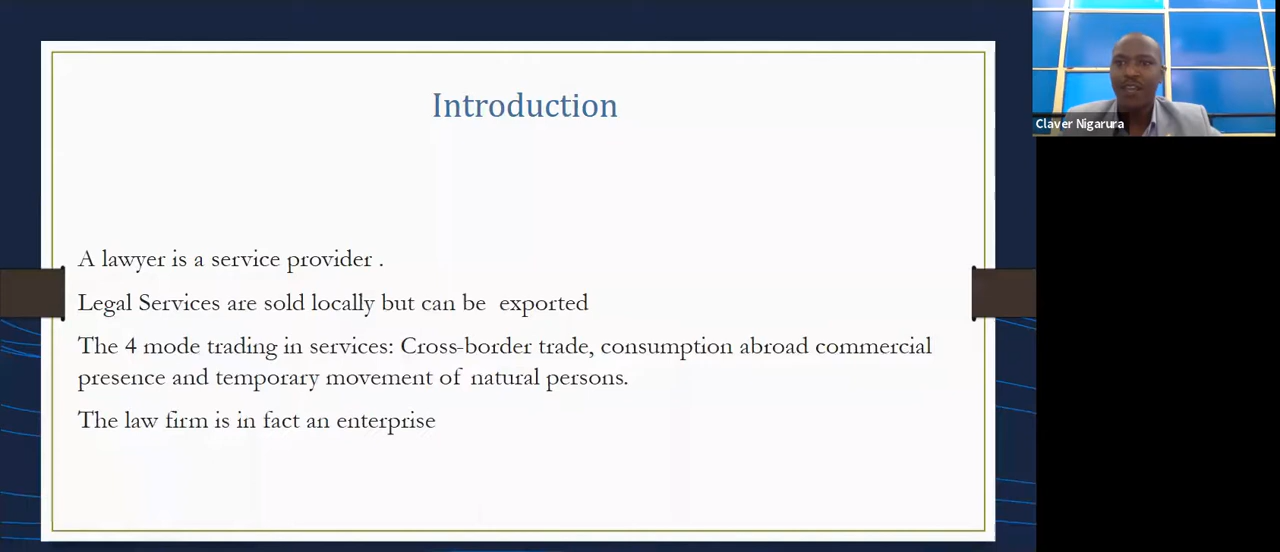 Introduction
A lawyer is a service provider .
Legal Services are sold locally but can be exported
The 4 mode trading in services: Cross-border trade, consumption abroad commercial
presence and temporary movement of natural persons.
The law firm is in fact an enterprise
Claver Nigarura